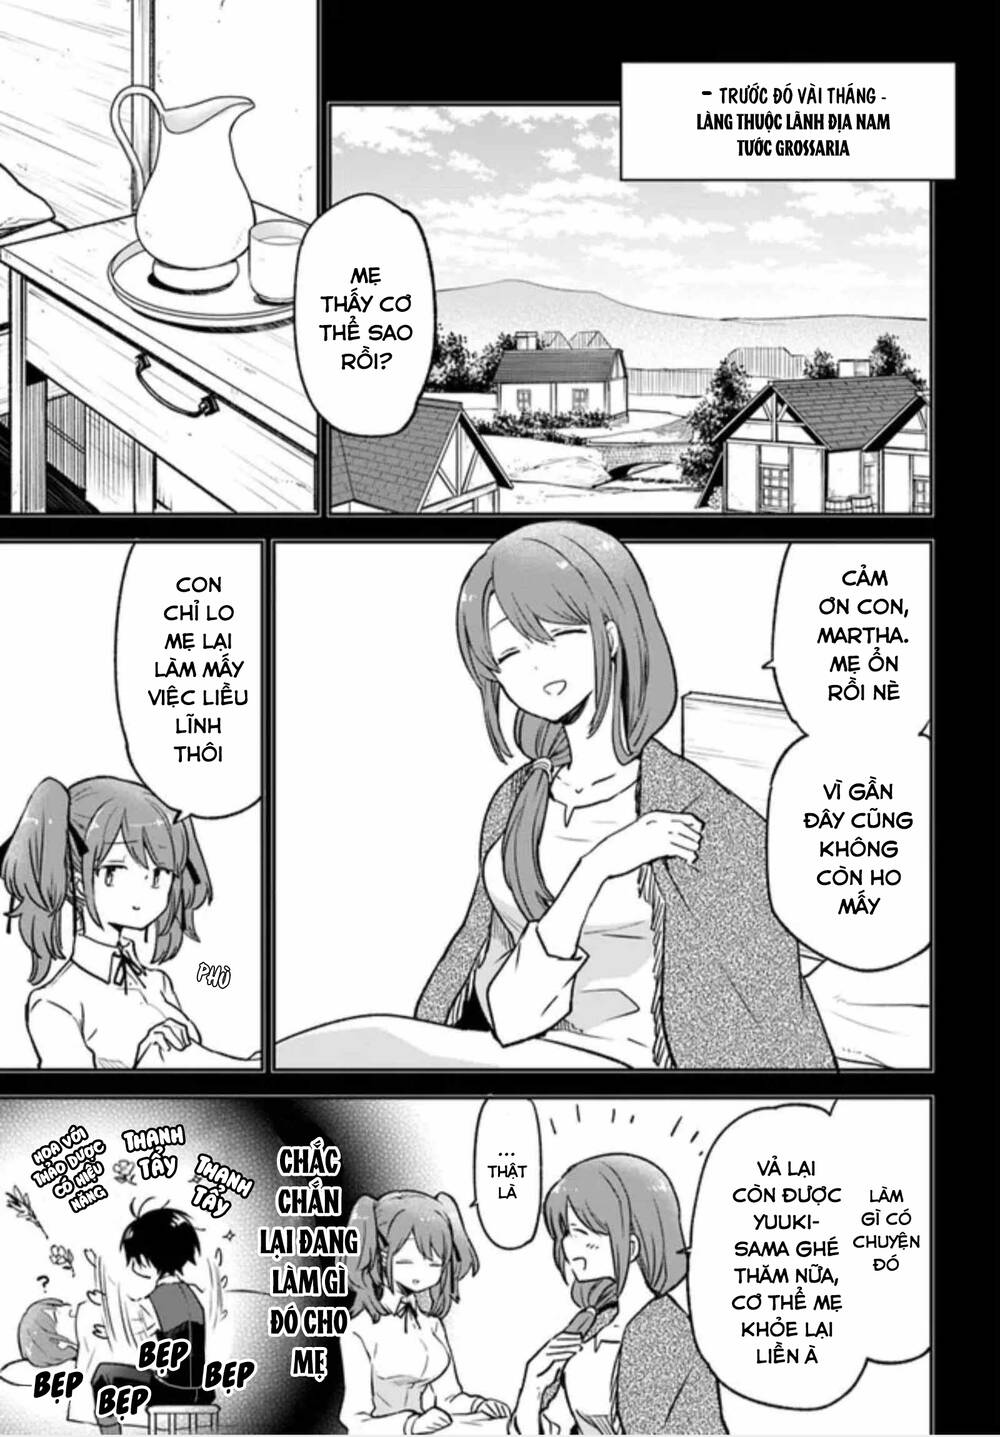 - TRƯỚC ĐÓ VÀI THÁNG -
LÀNG THUỘC LÃNH ĐỊA NAM
TƯỚC GROSSARIA
MẸ
THẤY CƠ
THỂ SAO
RỒI?
CẢM
ƠN CON,
MARTHA.
MẸ ỔN
RỒI NÈ
VÌ GẦN
ĐÂY CŨNG
KHÔNG
CÒN HO
MẤY
CON
CHỈ LO
MẸ LẠI
LÀM MẤY
VIỆC LIỀU
LĨNH
THÔI
PHÙ
LÀM
GÌ CÓ
CHUYỆN
ĐÓ
VẢ LẠI
CÒN ĐƯỢC
YUUKI-
SAMA GHÉ
THĂM NỮA,
CƠ THỂ MẸ
KHỎE LẠI
LIỀN À
...
THẬT
LÀ
CHẮC
CHẮN
LẠI ĐANG
LÀM GÌ
ĐÓ CHO
MẸ
THANH
TẨY
THANH
TẨY
HOA VỚI
THẢO DƯỢC
CÓ HIỆU
NĂNG
?
BẸP
BẸP
BẸP
BẸP